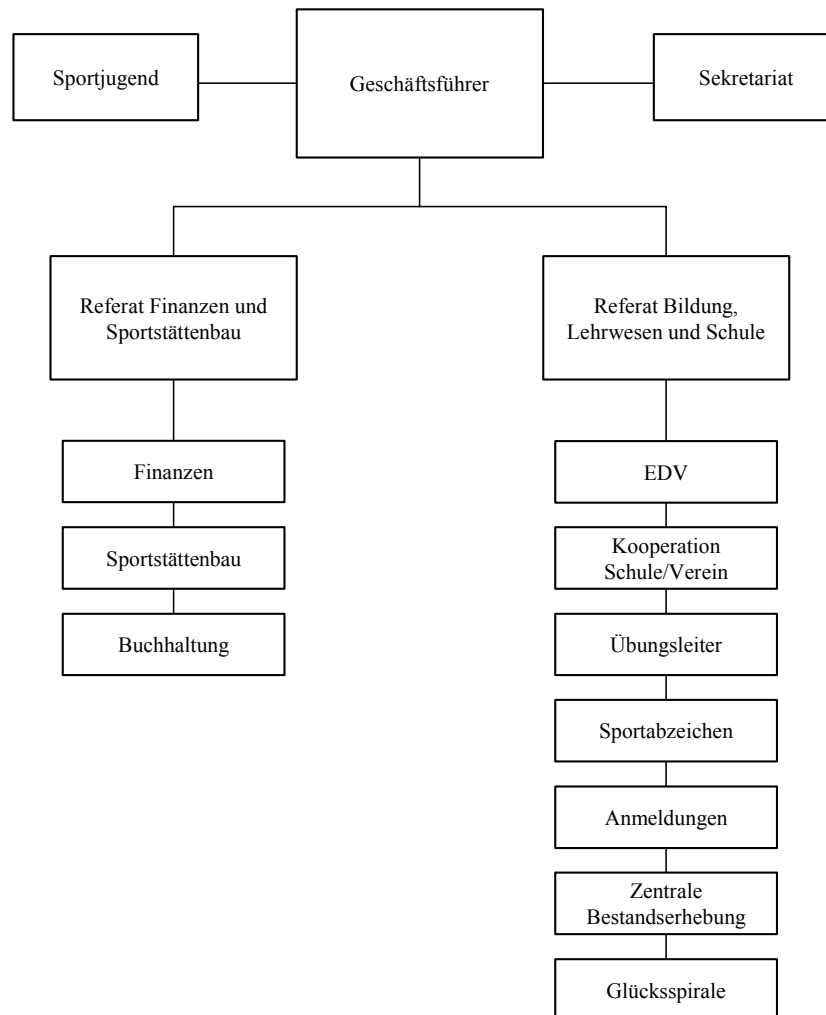 Sportjugend
Geschäftsführer
Sekretariat
Referat Finanzen und
Sportstättenbau
Referat Bildung,
Lehrwesen und Schule
Finanzen
Sportstättenbau
Buchhaltung
EDV
Kooperation
Schule/Verein
Übungsleiter
Sportabzeichen
Anmeldungen
Zentrale
Bestandserhebung
Glücksspirale